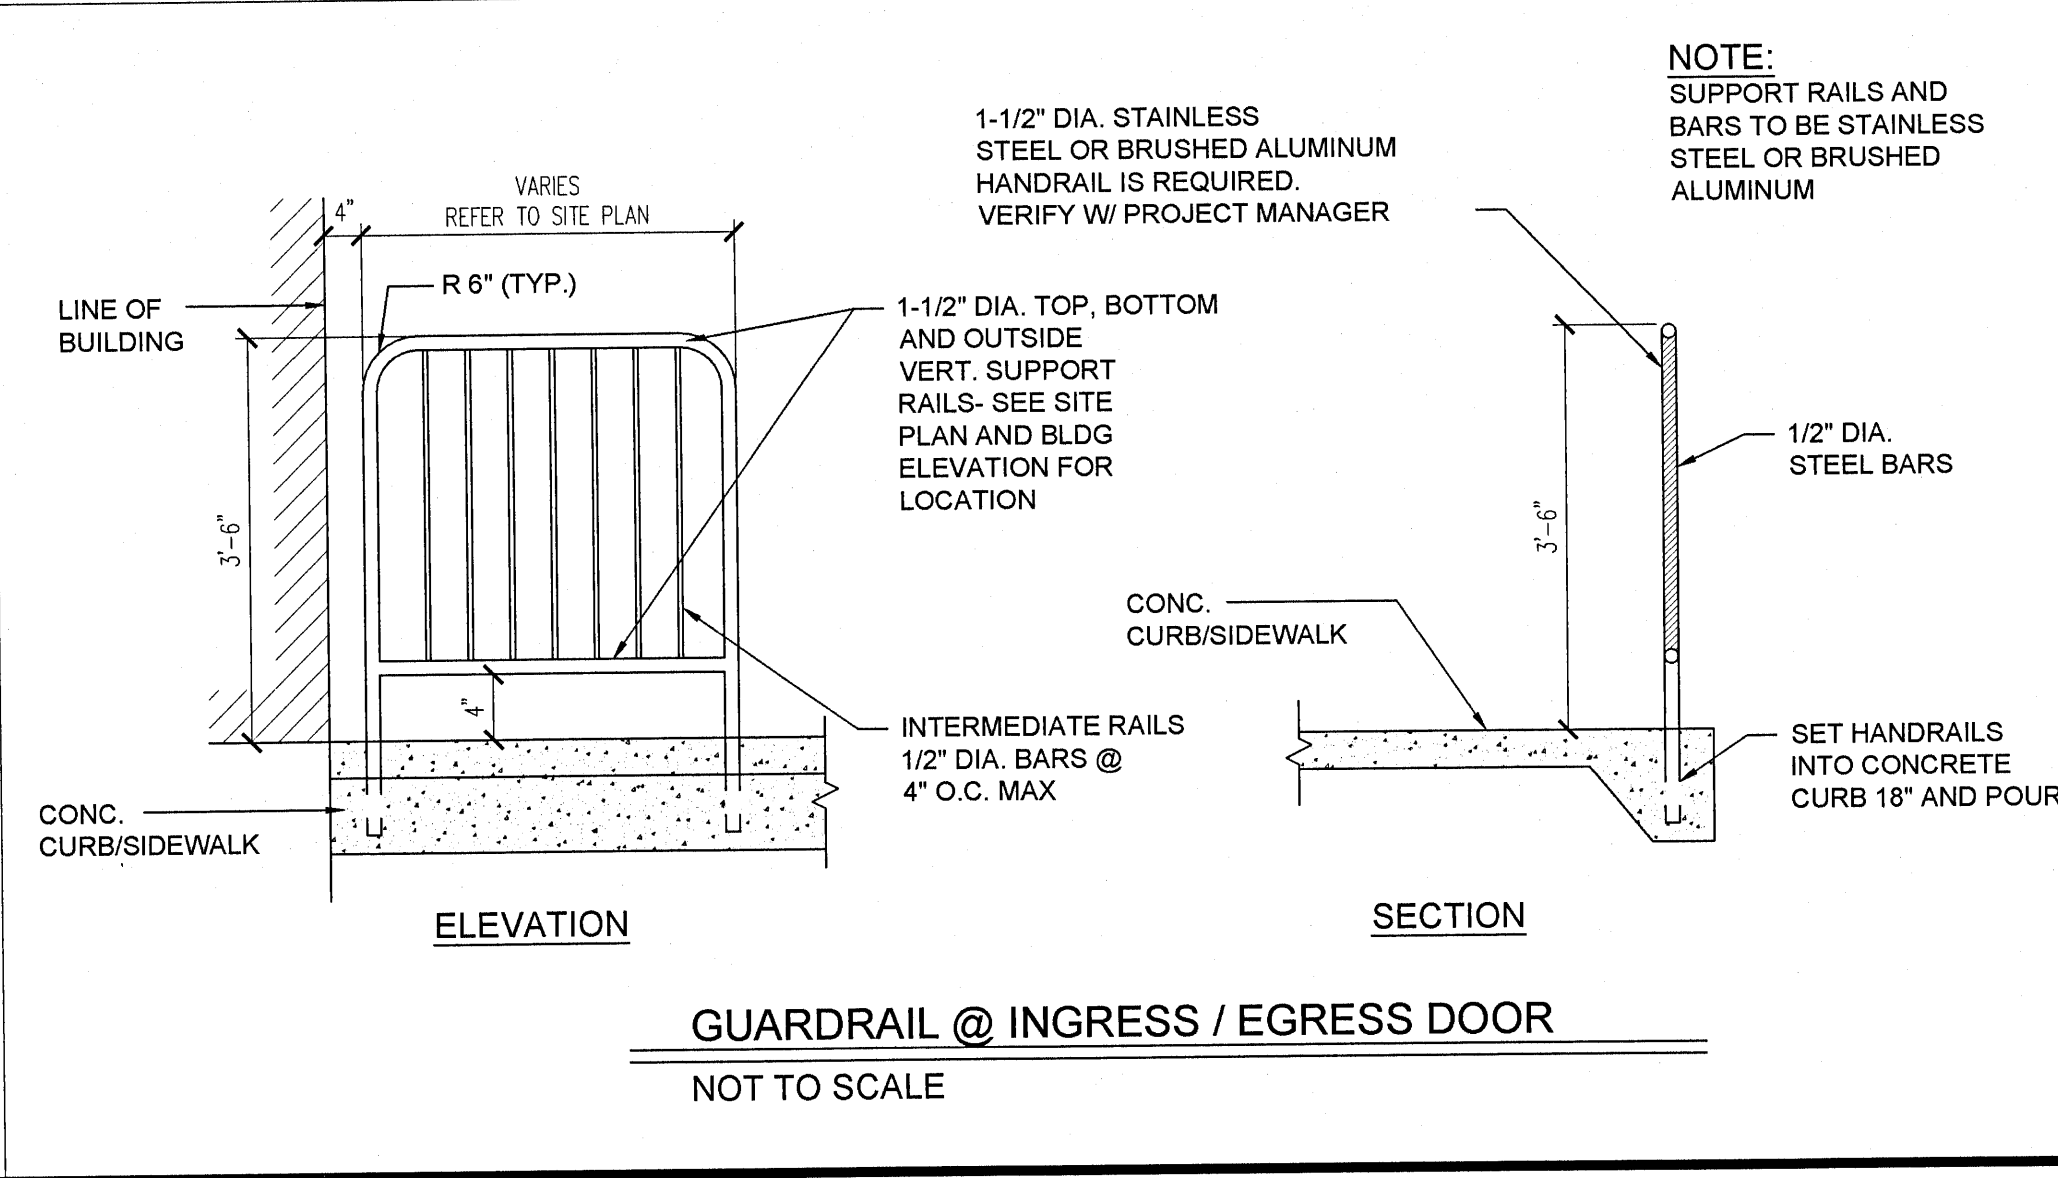 NOTE:
SUPPORT RAILS AND
BARS TO BE STAINLESS
STEEL OR BRUSHED
ALUMINUM
1-1/2" DIA. STAINLESS
STEEL OR BRUSHED ALUMINUM
HANDRAIL IS REQUIRED.
VERIFY W/ PROJECT MANAGER
VARIES
REFER TO SITE PLAN
4"
R 6" (TYP.)
LINE OF
BUILDING
1-1/2" DIA. TOP, BOTTOM
AND OUTSIDE
VERT. SUPPORT
RAILS- SEE SITE
PLAN AND BLDG
ELEVATION FOR
LOCATION
1/2" DIA.
STEEL BARS
3'-6"
3'-6"
CONC.
CURB/SIDEWALK
4"
INTERMEDIATE RAILS
1/2" DIA. BARS @
4" O.C. MAX
SET HANDRAILS
INTO CONCRETE
CURB 18" AND POUR
CONC.
CURB/SIDEWALK
ELEVATION
SECTION
GUARDRAIL @ INGRESS / EGRESS DOOR
NOT TO SCALE